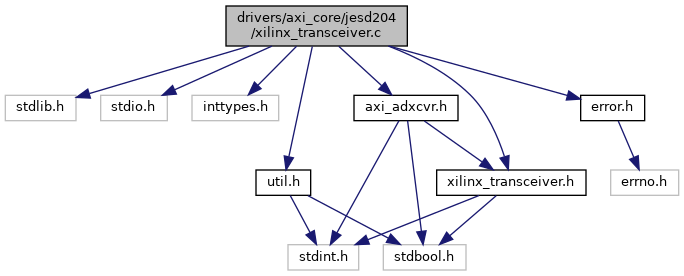 drivers/axi_core/jesd204
/xilinx_transceiver.c
stdlib.h
stdio.h
inttypes.h
axi_adxcvr.h
error.h
util.h
xilinx_transceiver.h
errno.h
stdint.h
stdbool.h